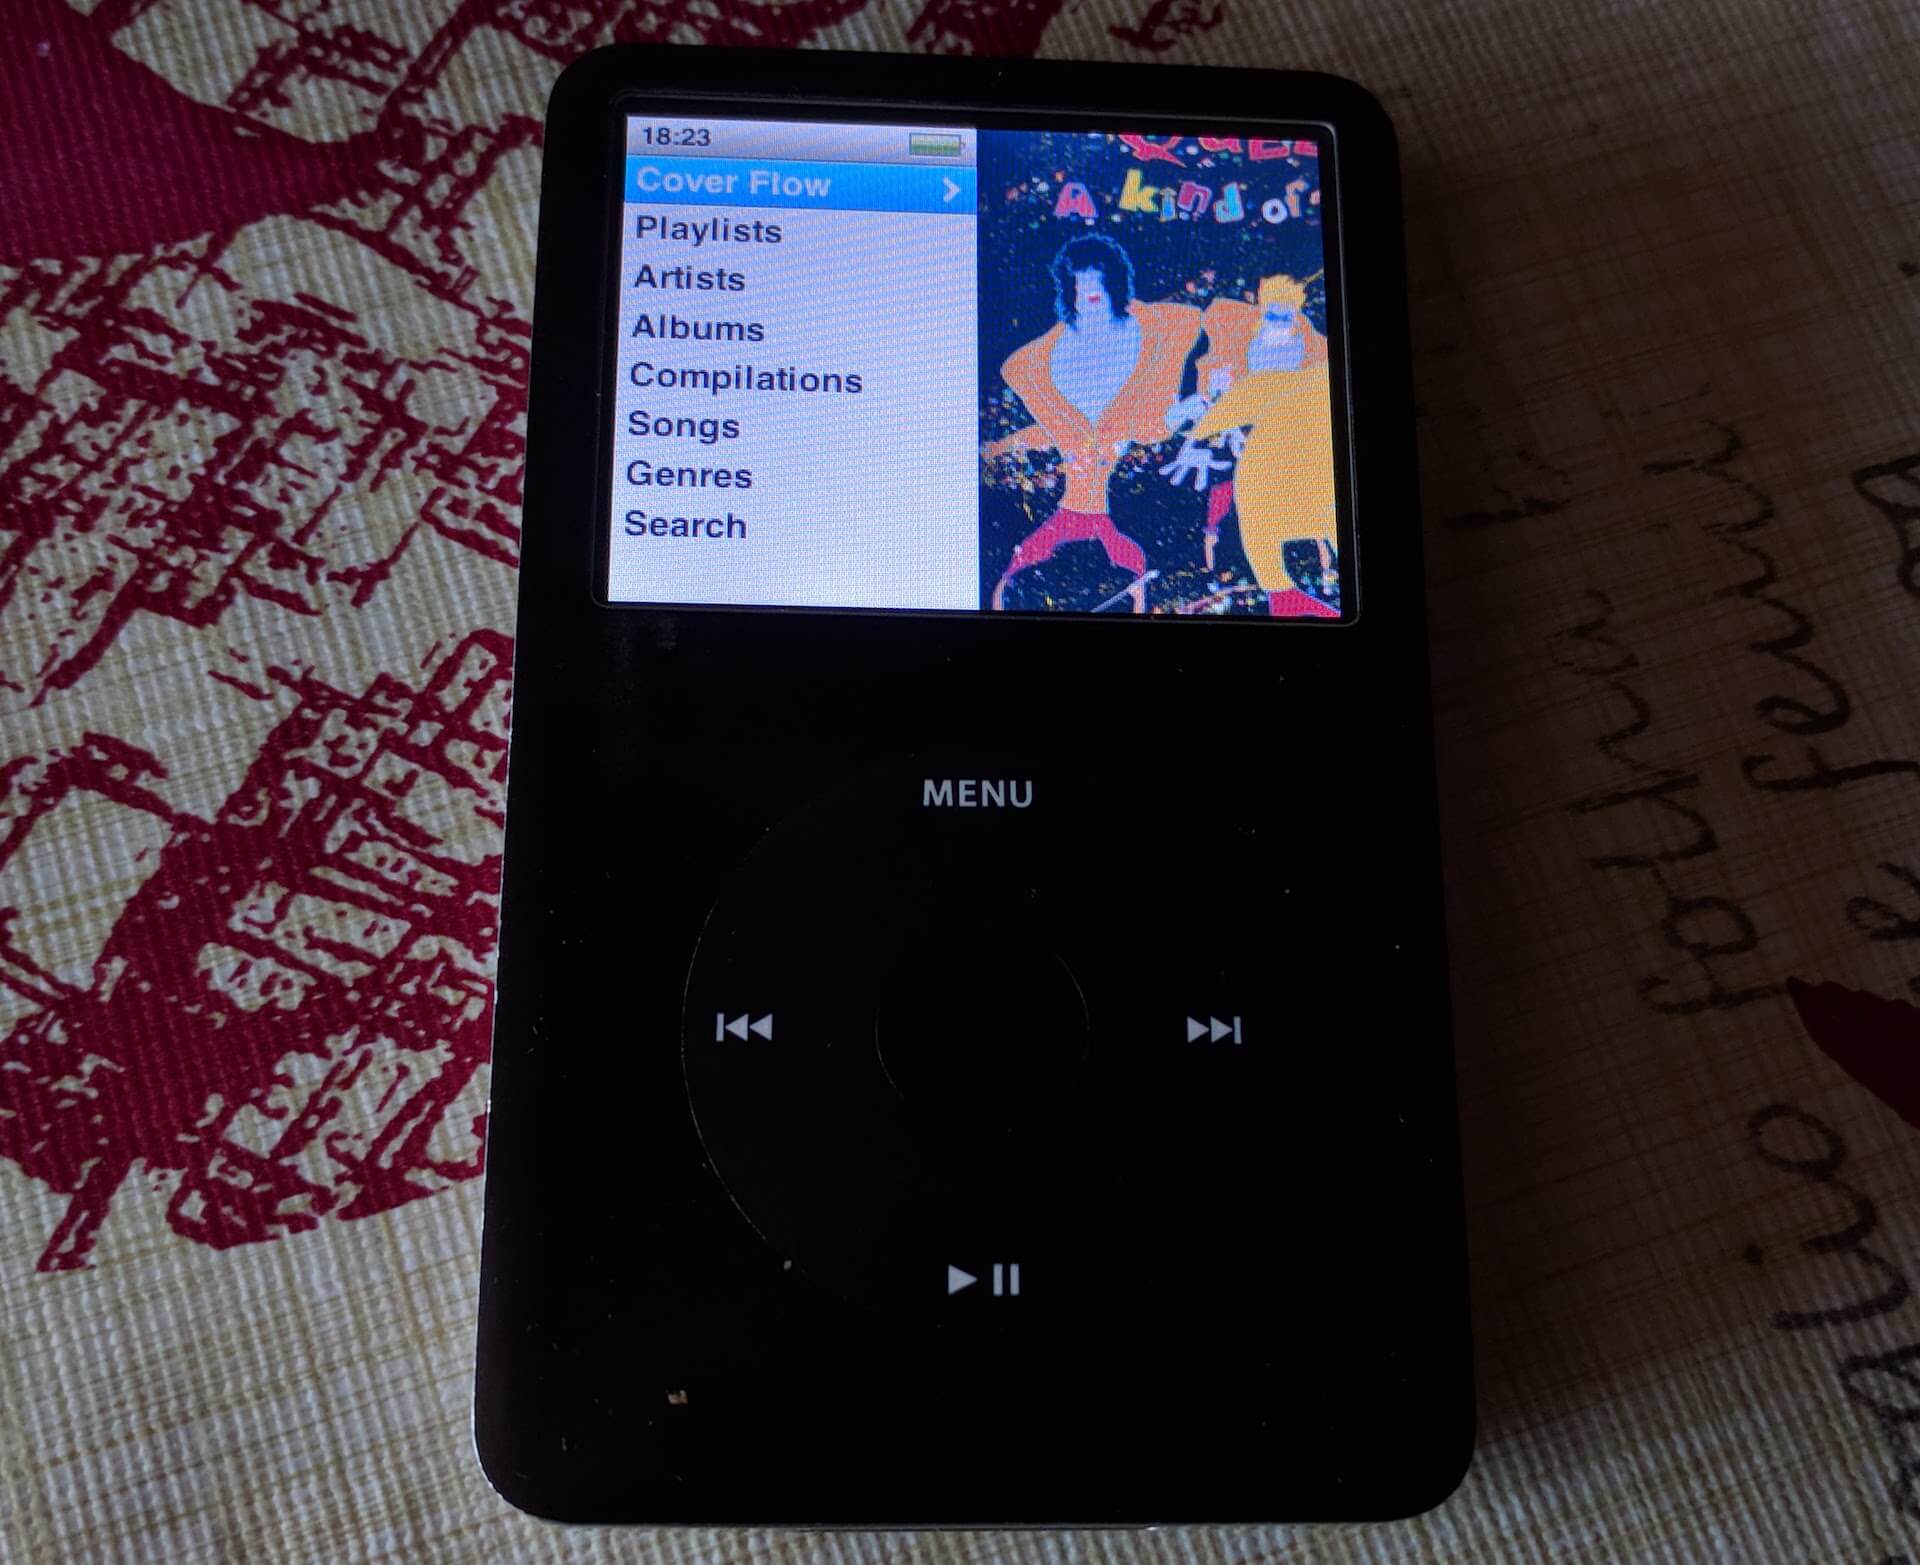 18:23
Cover Flow
Playlists
Artists
Albums
Compilations
Songs
Genres
Search
A kind of
MENU